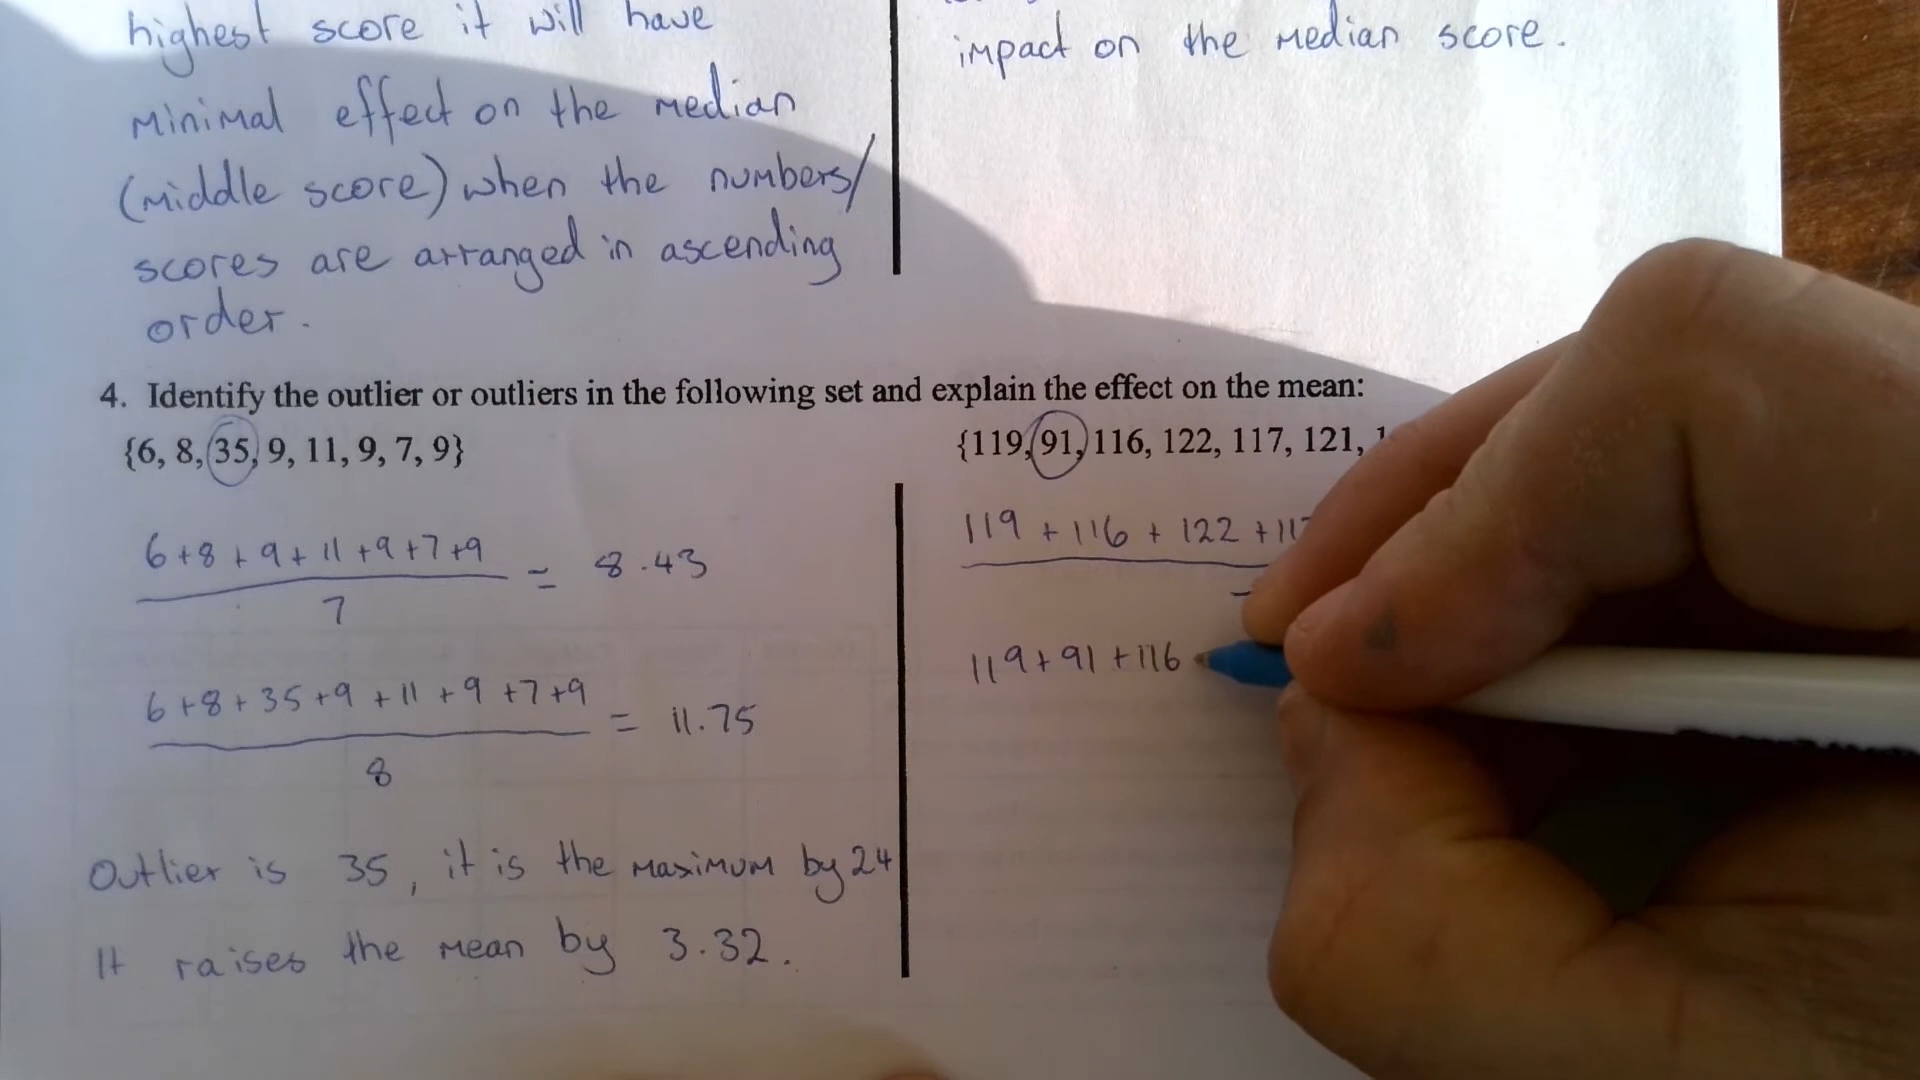 highest score it will have
minimal effect on the median
(middle score) when the numbers/
scores are arranged in ascending
order.
impact on the median score.
4. Identify the outlier or outliers in the following set and explain the effect on the mean:
{6, 8, 35, 9, 11, 9, 7, 9}
6+8+9+11+9+7+9
7
= 8.43
6+8+35+9+11+9+7+9
8
= 11.75
Outlier is 35, it is the maximum by 24
It raises the mean by 3.32.
{119, 91, 116, 122, 117, 121,
119 + 116 + 122 + 117
119+91+116